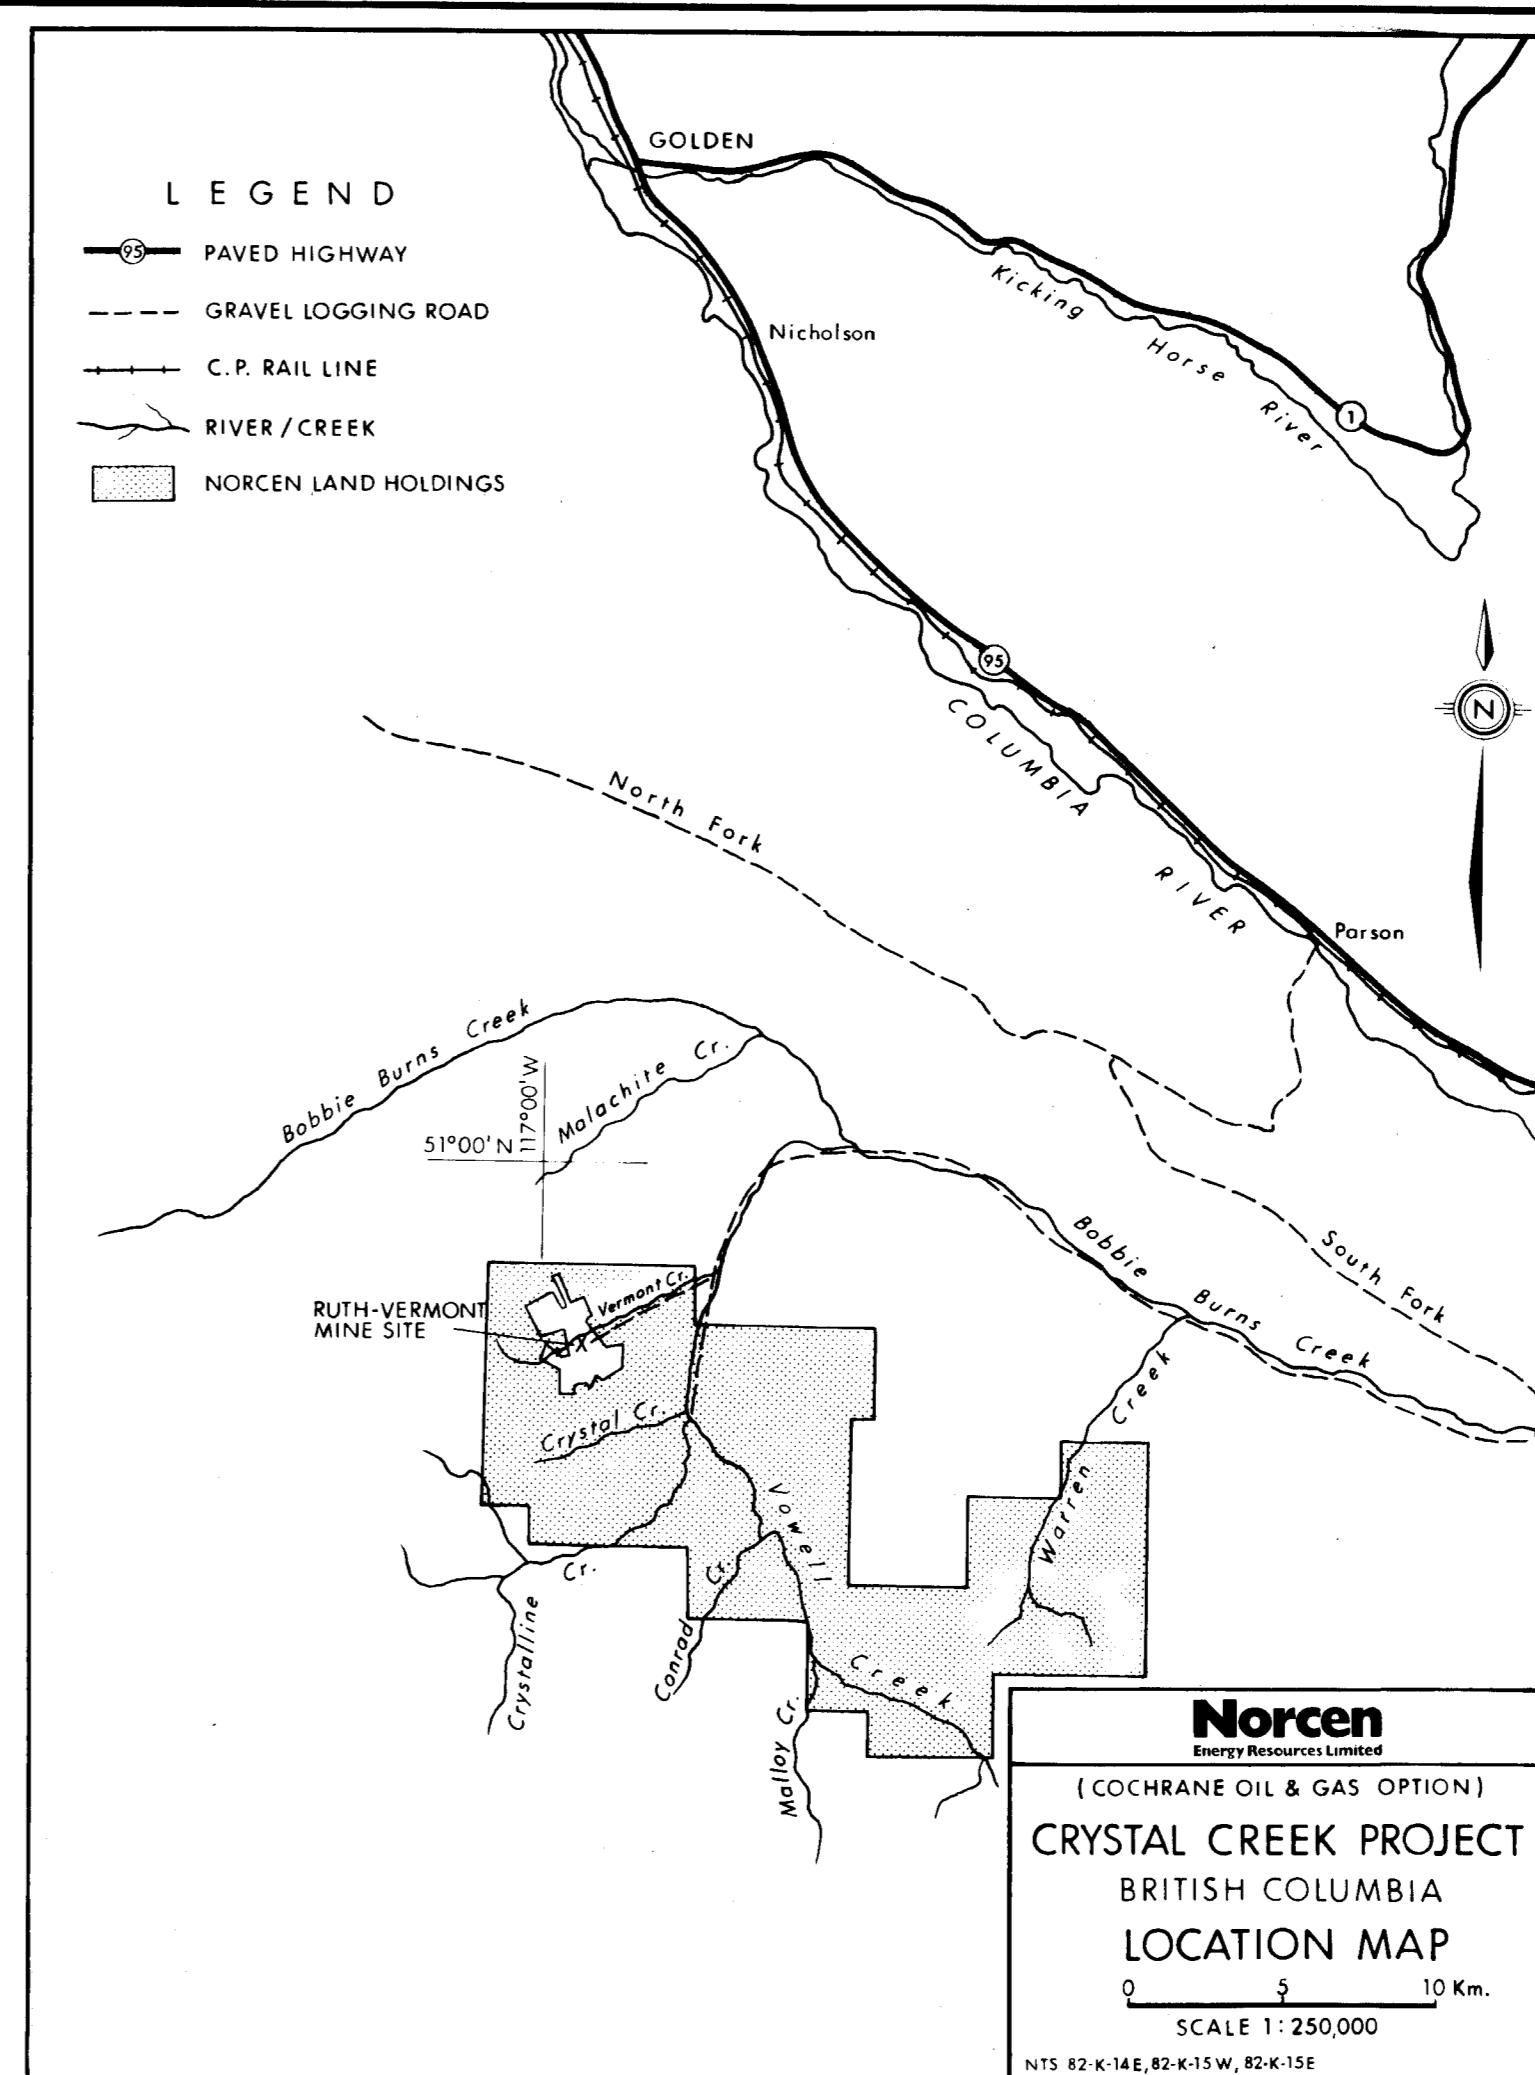 GOLDEN
LEGEND
95 PAVED HIGHWAY
GRAVEL LOGGING ROAD
C.P. RAIL LINE
RIVER / CREEK
NORCEN LAND HOLDINGS
Kicking Horse River
Nicholson
1
95
N
COLUMBIA RIVER
North Fork
Parson
Bobbie Burns Creek
Malachite Cr.
117°00'W
51°00'N
South Fork
Bobbie Burns Creek
Vermont Cr.
RUTH-VERMONT
MINE SITE
Crystal Cr.
Warren Creek
Vowell Creek
Crystalline Cr.
Conrad Cr.
Malloy Cr.
Norcen
Energy Resources Limited
(COCHRANE OIL & GAS OPTION)
CRYSTAL CREEK PROJECT
BRITISH COLUMBIA
LOCATION MAP
0 5 10 Km.
SCALE 1:250,000
NTS 82-K-14E, 82-K-15W, 82-K-15E